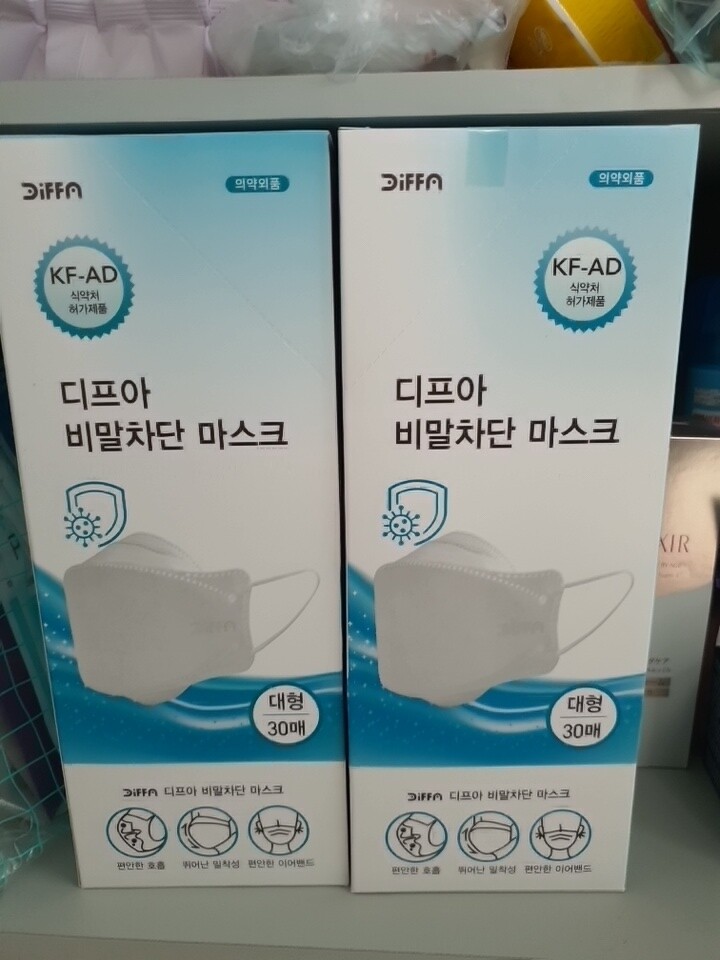 DIFFA
의약외품
KF-AD
식약처
허가제품
디프아
비말차단 마스크
대형
30매
DIFFA 디프아 비말차단 마스크
편안한 호흡
뛰어난 밀착성
편안한 이어밴드
DIFFA
의약외품
KF-AD
식약처
허가제품
디프아
비말차단 마스크
대형
30매
DIFFA 디프아 비말차단 마스크
편안한 호흡
뛰어난 밀착성
편안한 이어밴드
XIR